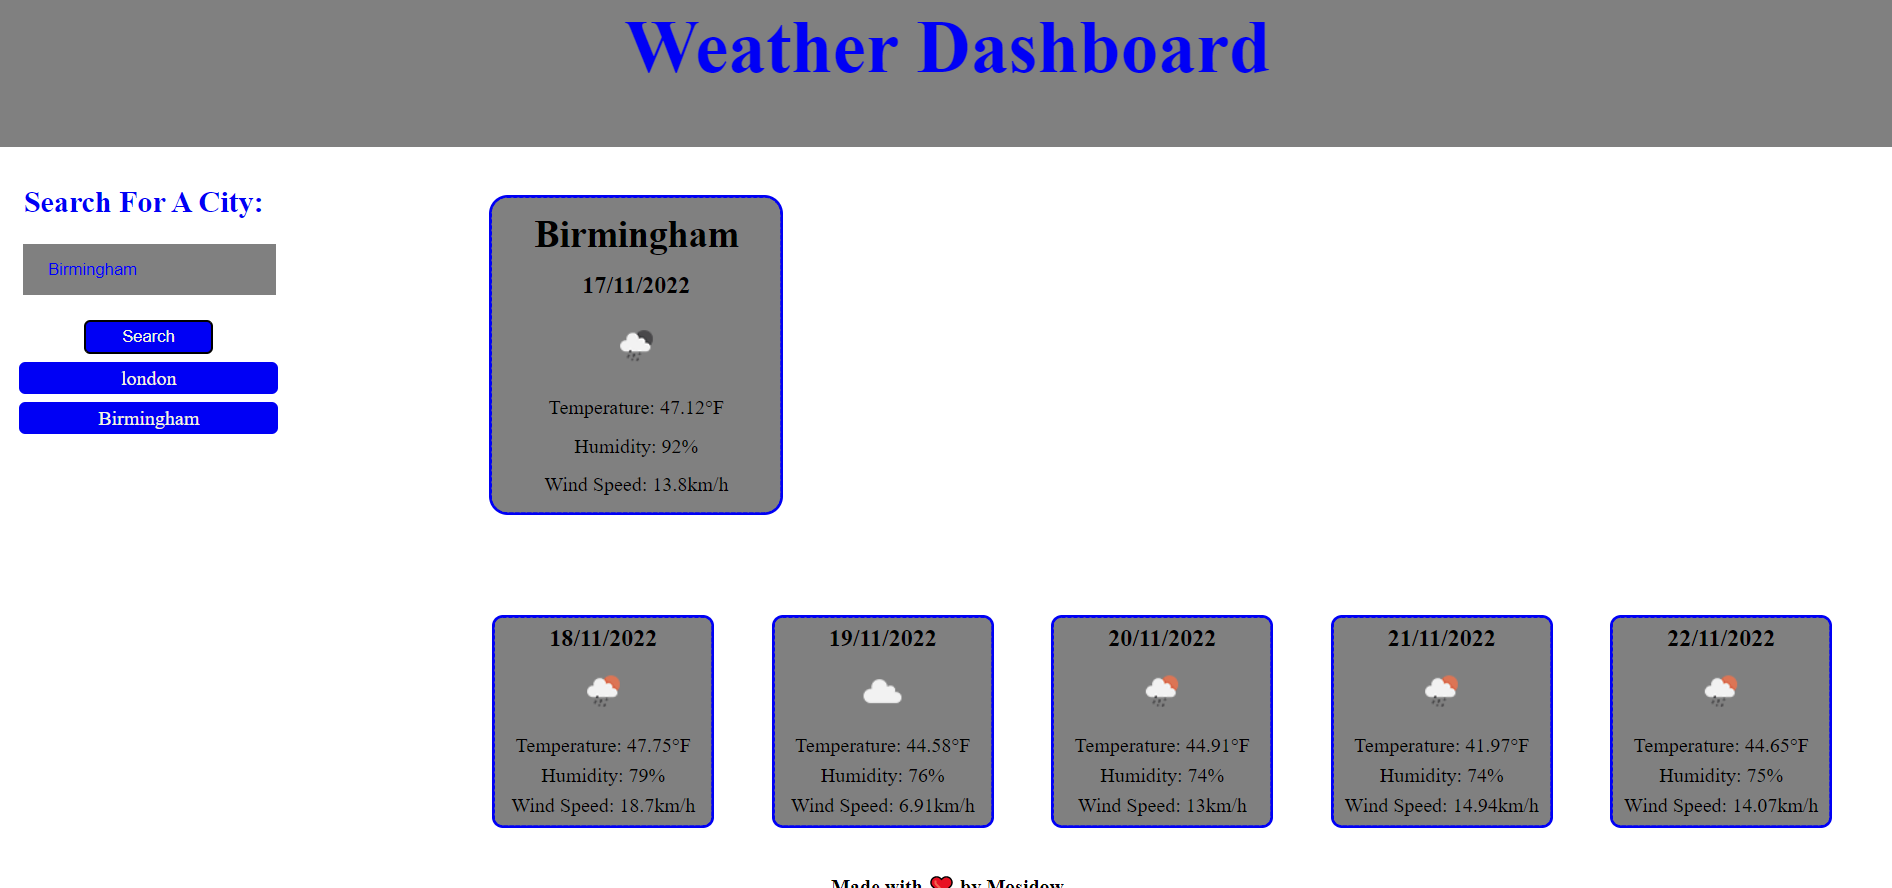 Weather Dashboard
Search For A City:
Birmingham
Search
london
Birmingham
Birmingham
17/11/2022
Temperature: 47.12°F
Humidity: 92%
Wind Speed: 13.8km/h
18/11/2022
Temperature: 47.75°F
Humidity: 79%
Wind Speed: 18.7km/h
19/11/2022
Temperature: 44.58°F
Humidity: 76%
Wind Speed: 6.91km/h
20/11/2022
Temperature: 44.91°F
Humidity: 74%
Wind Speed: 13km/h
21/11/2022
Temperature: 41.97°F
Humidity: 74%
Wind Speed: 14.94km/h
22/11/2022
Temperature: 44.65°F
Humidity: 75%
Wind Speed: 14.07km/h
Made with ❤️ by Mosidow